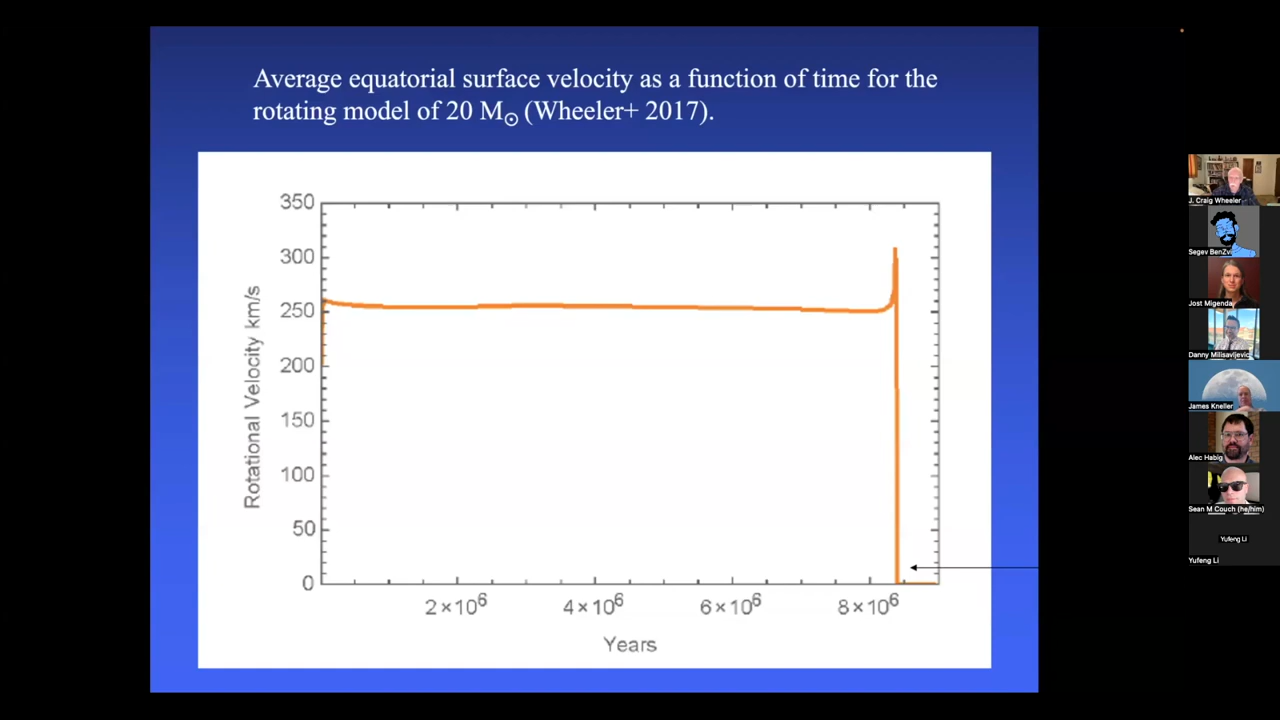 Average equatorial surface velocity as a function of time for the
rotating model of 20 M☉ (Wheeler+ 2017).
350
300
250
200
150
100
50
0
Rotational Velocity km/s
2×10⁶
4×10⁶
6×10⁶
8×10⁶
Years
J. Craig Wheeler
Segev BenZvi
Jost Migenda
Danny Milisavljevic
James Kneller
Alec Habig
Sean M Couch (he/him)
Yufeng Li
Yufeng Li